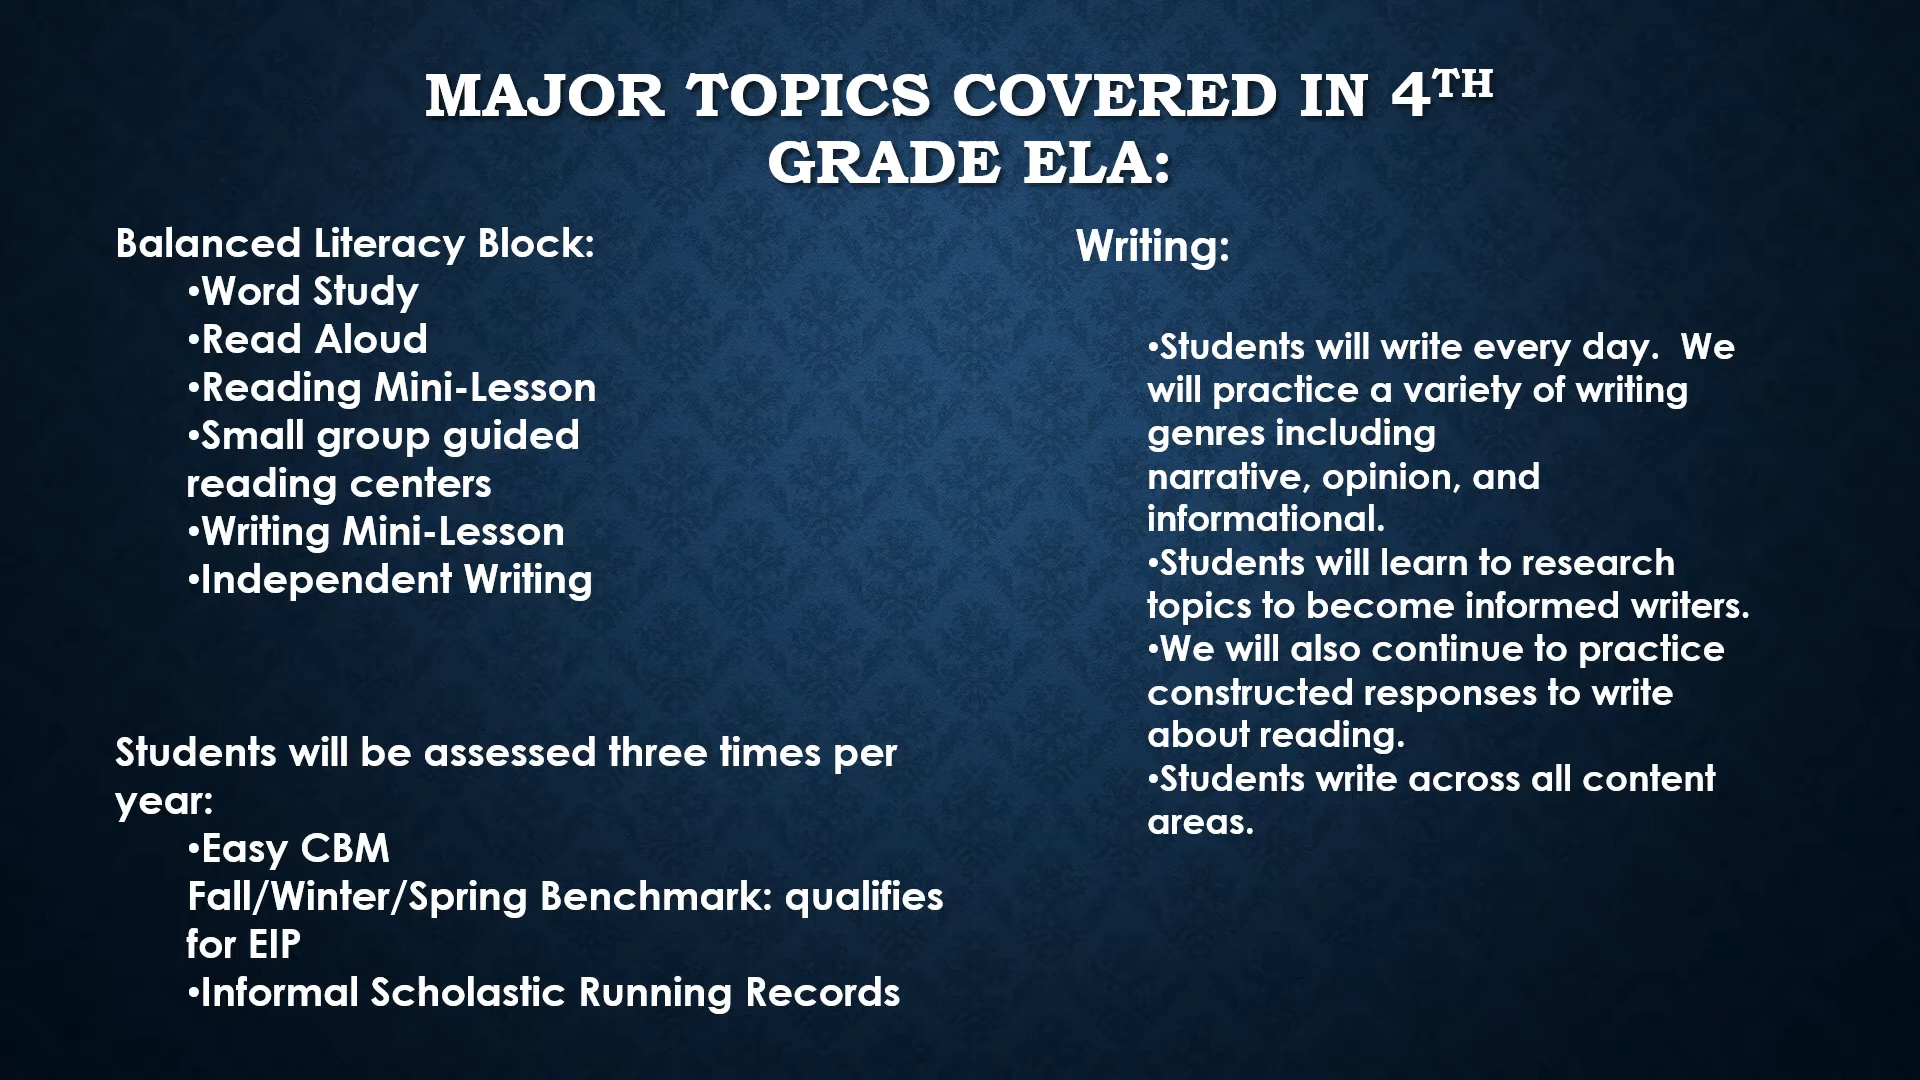 MAJOR TOPICS COVERED IN 4TH
GRADE ELA:
Balanced Literacy Block:
•Word Study
•Read Aloud
•Reading Mini-Lesson
•Small group guided
reading centers
•Writing Mini-Lesson
•Independent Writing
Students will be assessed three times per
year:
•Easy CBM
Fall/Winter/Spring Benchmark: qualifies
for EIP
•Informal Scholastic Running Records
Writing:
•Students will write every day.  We
will practice a variety of writing
genres including
narrative, opinion, and
informational.
•Students will learn to research
topics to become informed writers.
•We will also continue to practice
constructed responses to write
about reading.
•Students write across all content
areas.